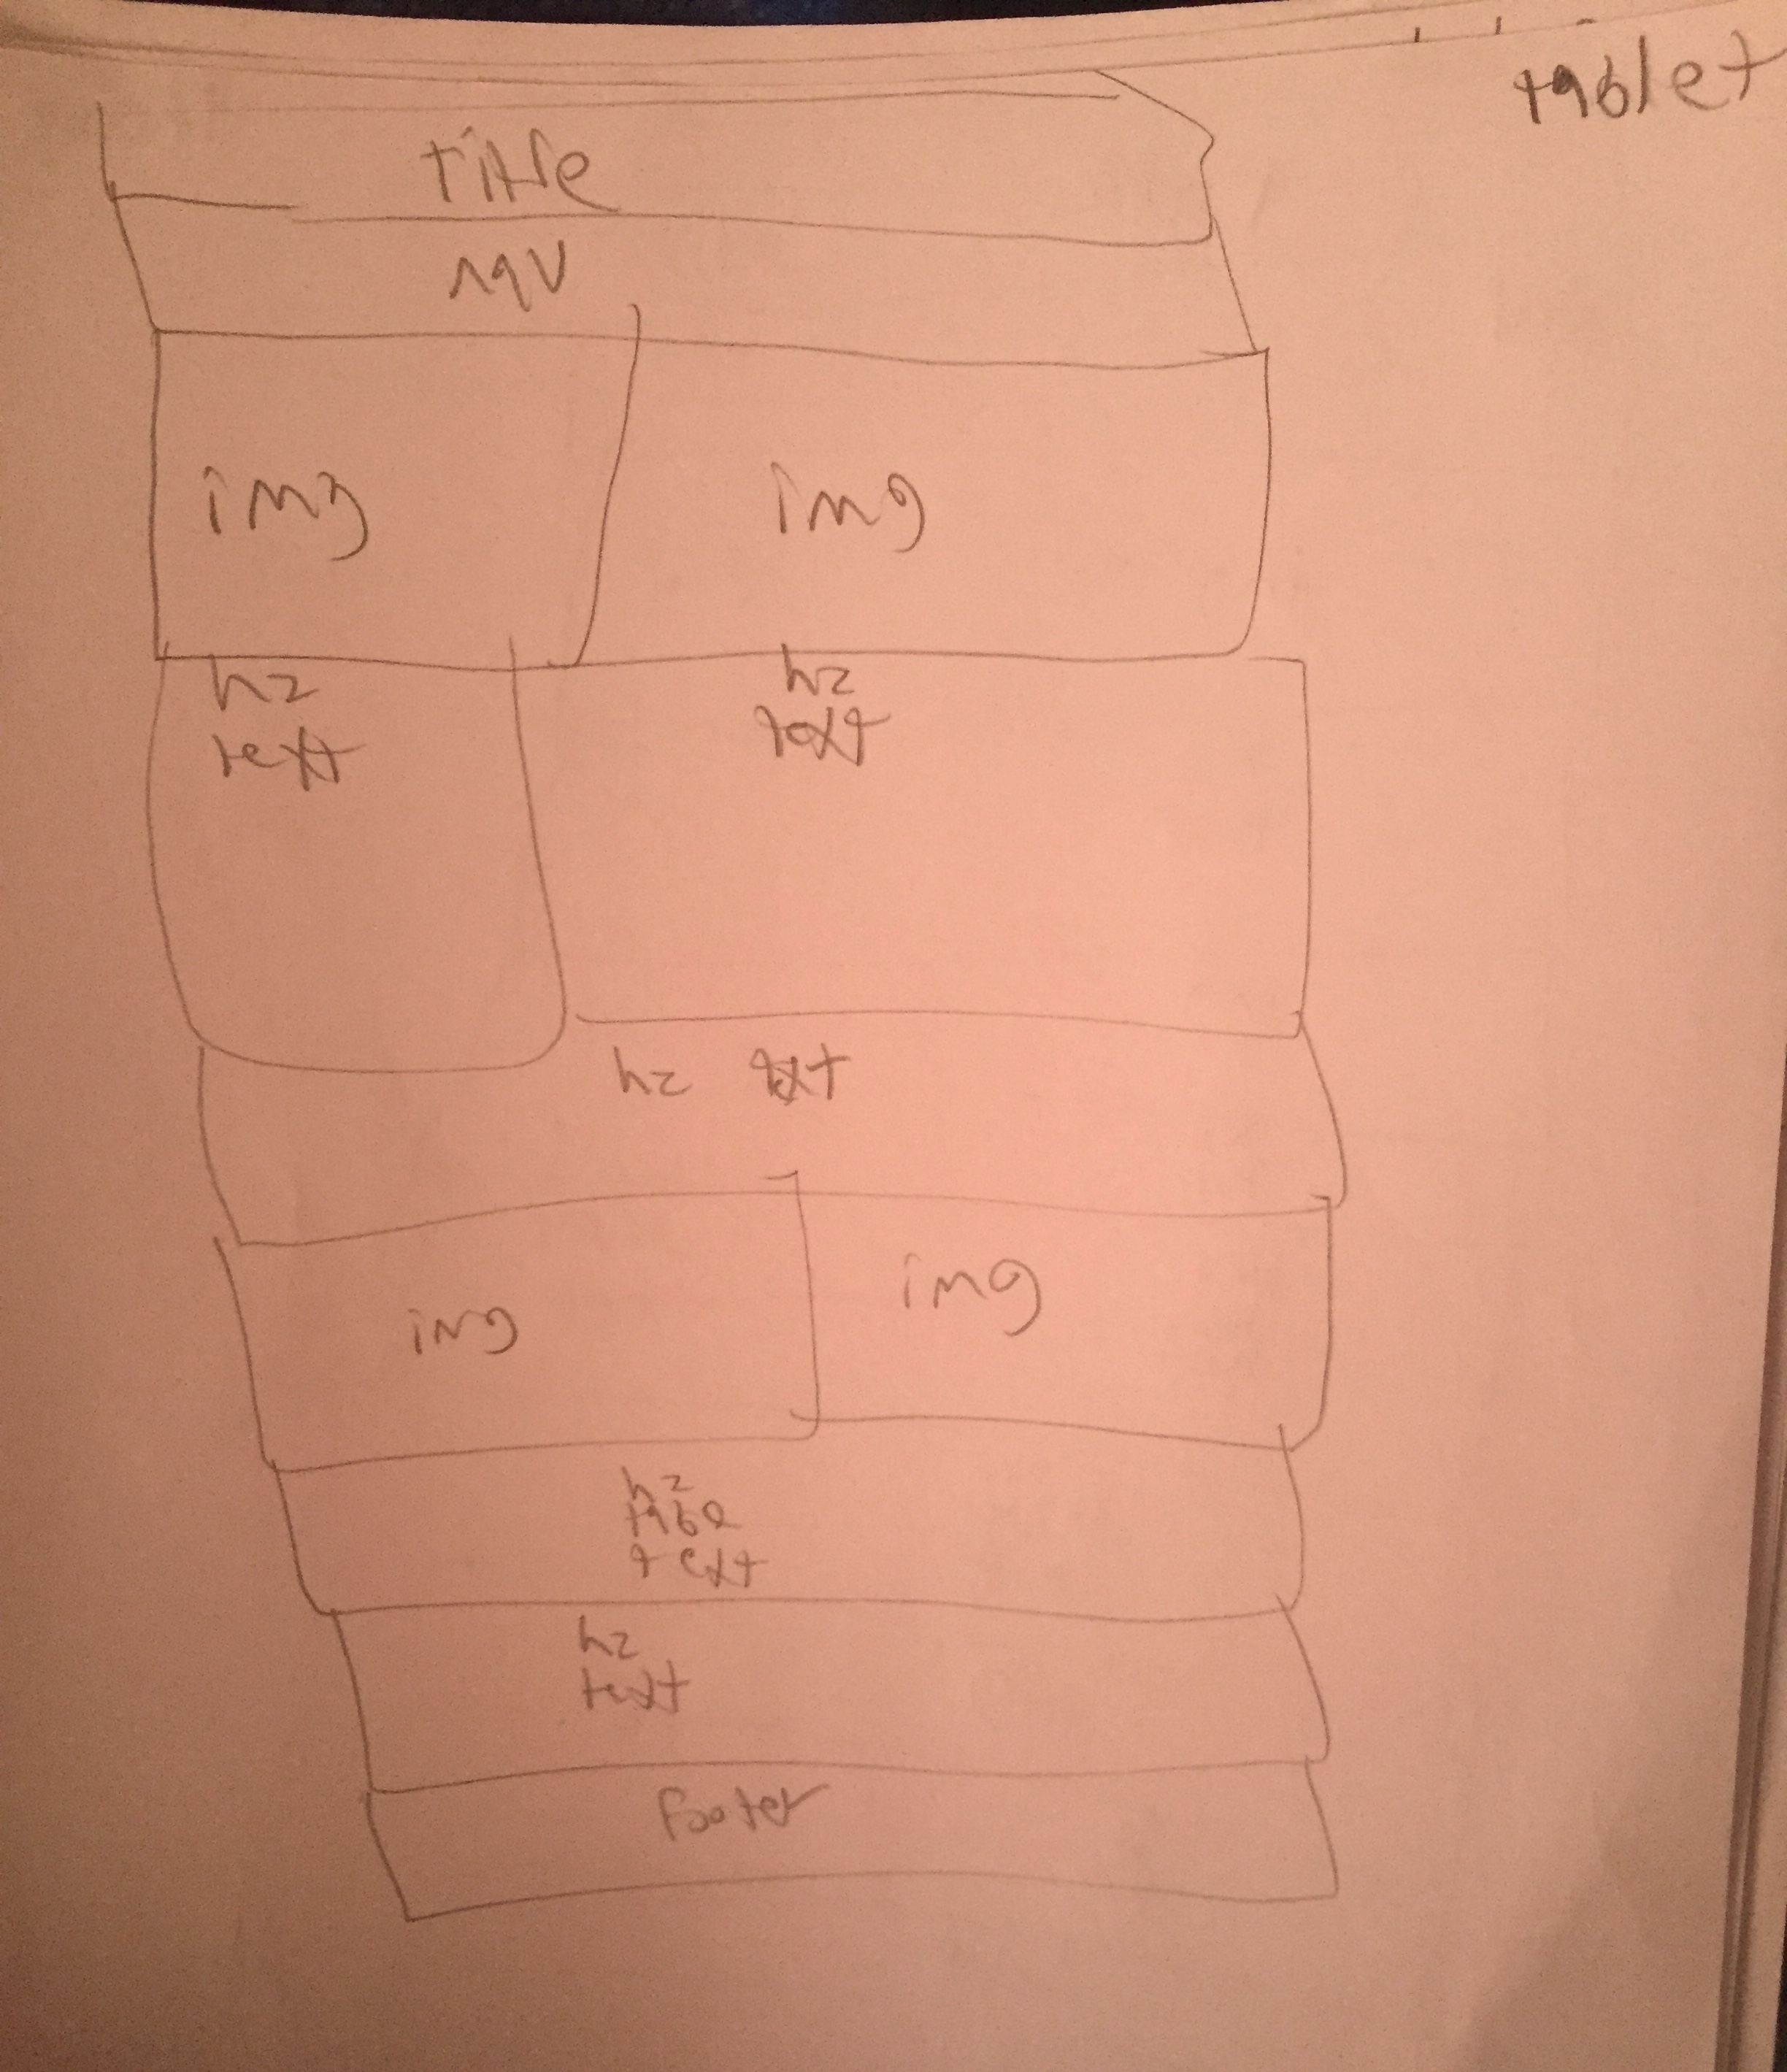 tablet
title
nav
img img
h2 h2
text text
h2 text
img img
h2
table
text
h2
text
footer